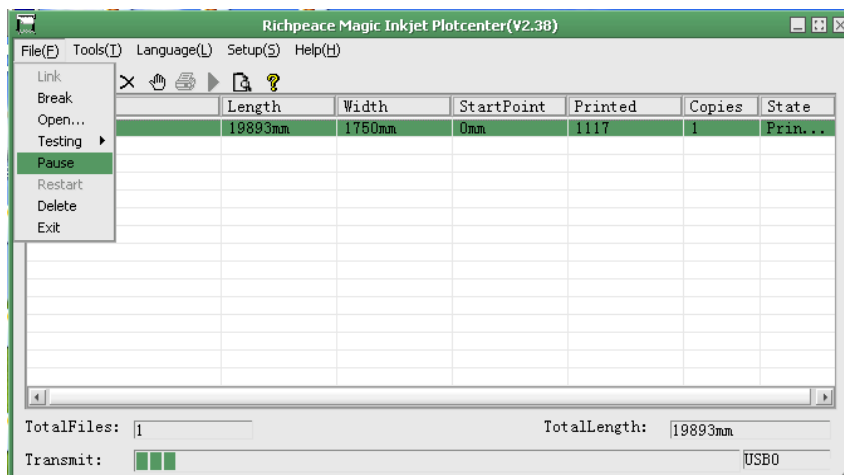 Richpeace Magic Inkjet Plotcenter(V2.38)
File(F) Tools(T) Language(L) Setup(S) Help(H)
Link
Break
Open...
Testing
Pause
Restart
Delete
Exit
Length Width StartPoint Printed Copies State
19893mm 1750mm 0mm 1117 1 Prin...
TotalFiles: 1 TotalLength: 19893mm
Transmit: USB0